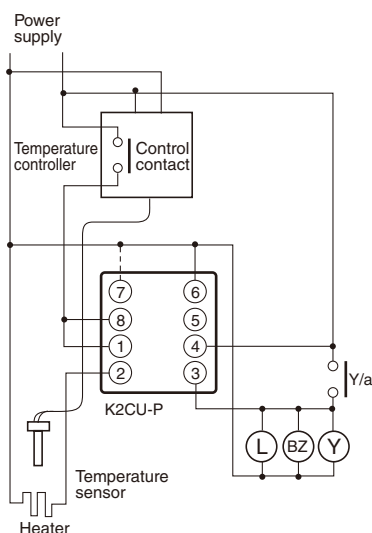 Power
supply
Temperature
controller
Control
contact
7
6
8
5
1
4
2
3
K2CU-P
Y/a
L
BZ
Y
Temperature
sensor
Heater